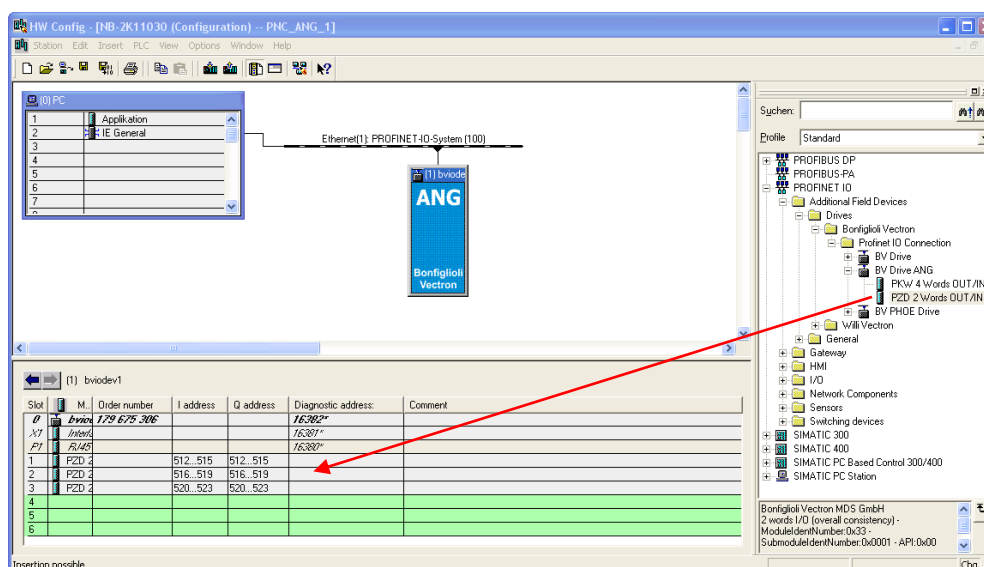 HW Config - [NB-2K11030 (Configuration) -- PNC_ANG_1]
Station Edit Insert PLC View Options Window Help
(0) PC
1 Applikation
2 IE General
3
4
5
6
7
Ethernet(1): PROFINET-IO-System (100)
(1) bviode
ANG
Bonfiglioli
Vectron
Suchen:
Profile Standard
PROFIBUS DP
PROFIBUS-PA
PROFINET IO
Additional Field Devices
Drives
Bonfiglioli Vectron
Profinet IO Connection
BV Drive
BV Drive ANG
PKW 4 Words OUT/IN
PZD 2 Words OUT/IN
BV PHOE Drive
Willi Vectron
General
Gateway
HMI
I/O
Network Components
Sensors
Switching devices
SIMATIC 300
SIMATIC 400
SIMATIC PC Based Control 300/400
SIMATIC PC Station
(1) bviodev1
Slot M.. Order number I address Q address Diagnostic address: Comment
0 bvioe 179 675 306 16382*
X1 Interfa 16381*
P1 RJ45 16380*
1 PZD 2 512...515 512...515
2 PZD 2 516...519 516...519
3 PZD 2 520...523 520...523
4
5
6
Bonfiglioli Vectron MDS GmbH
2 words I/O (overall consistency) -
ModuleIdentNumber:0x33 -
SubmoduleIdentNumber:0x0001 - API:0x00
Insertion possible
Chg